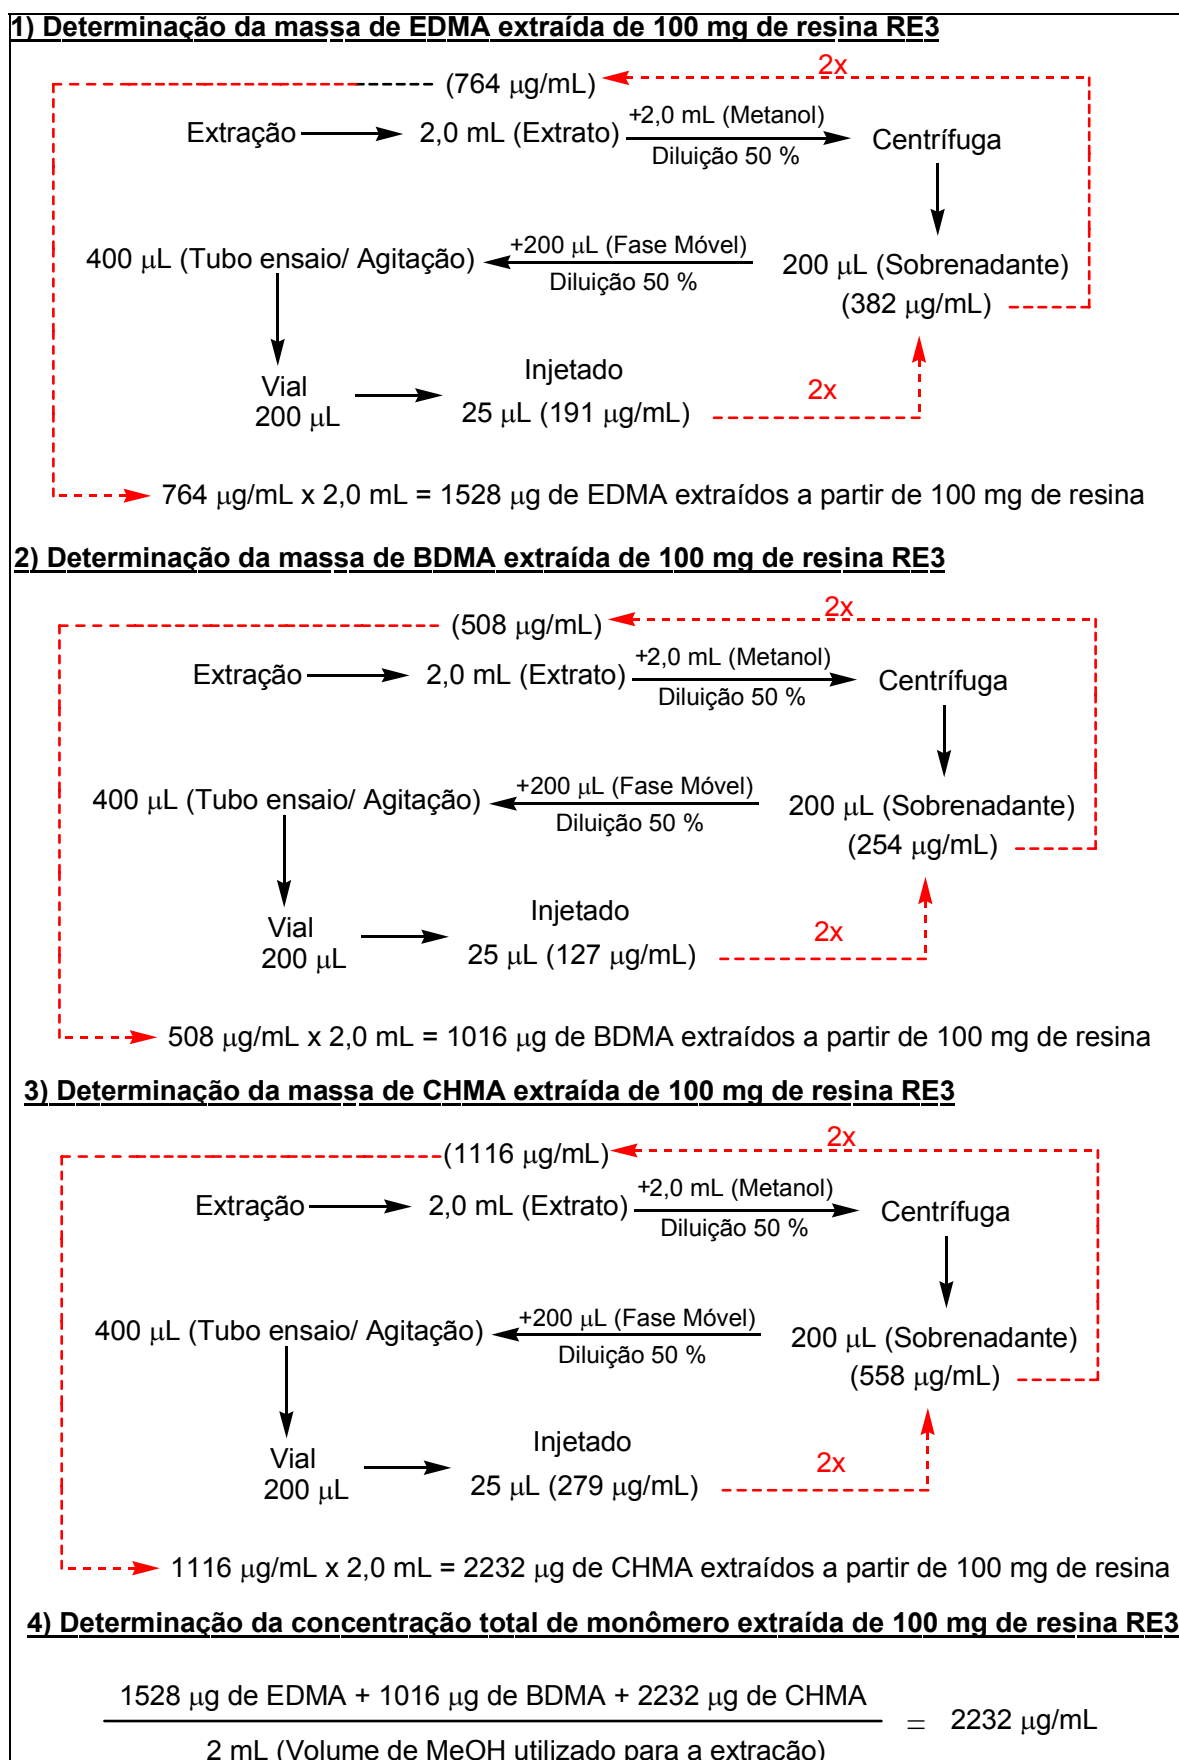 1) Determinação da massa de EDMA extraída de 100 mg de resina RE3
2x
(764 µg/mL)
Extração 2,0 mL (Extrato) +2,0 mL (Metanol) Centrífuga
Diluição 50 %
400 µL (Tubo ensaio/ Agitação) +200 µL (Fase Móvel) 200 µL (Sobrenadante)
Diluição 50 %
(382 µg/mL)
Injetado
Vial 2x
200 µL 25 µL (191 µg/mL)
764 µg/mL x 2,0 mL = 1528 µg de EDMA extraídos a partir de 100 mg de resina
2) Determinação da massa de BDMA extraída de 100 mg de resina RE3
2x
(508 µg/mL)
Extração 2,0 mL (Extrato) +2,0 mL (Metanol) Centrífuga
Diluição 50 %
400 µL (Tubo ensaio/ Agitação) +200 µL (Fase Móvel) 200 µL (Sobrenadante)
Diluição 50 %
(254 µg/mL)
Injetado
Vial 2x
200 µL 25 µL (127 µg/mL)
508 µg/mL x 2,0 mL = 1016 µg de BDMA extraídos a partir de 100 mg de resina
3) Determinação da massa de CHMA extraída de 100 mg de resina RE3
2x
(1116 µg/mL)
Extração 2,0 mL (Extrato) +2,0 mL (Metanol) Centrífuga
Diluição 50 %
400 µL (Tubo ensaio/ Agitação) +200 µL (Fase Móvel) 200 µL (Sobrenadante)
Diluição 50 %
(558 µg/mL)
Injetado
Vial 2x
200 µL 25 µL (279 µg/mL)
1116 µg/mL x 2,0 mL = 2232 µg de CHMA extraídos a partir de 100 mg de resina
4) Determinação da concentração total de monômero extraída de 100 mg de resina RE3
1528 µg de EDMA + 1016 µg de BDMA + 2232 µg de CHMA
= 2232 µg/mL
2 mL (Volume de MeOH utilizado para a extração)